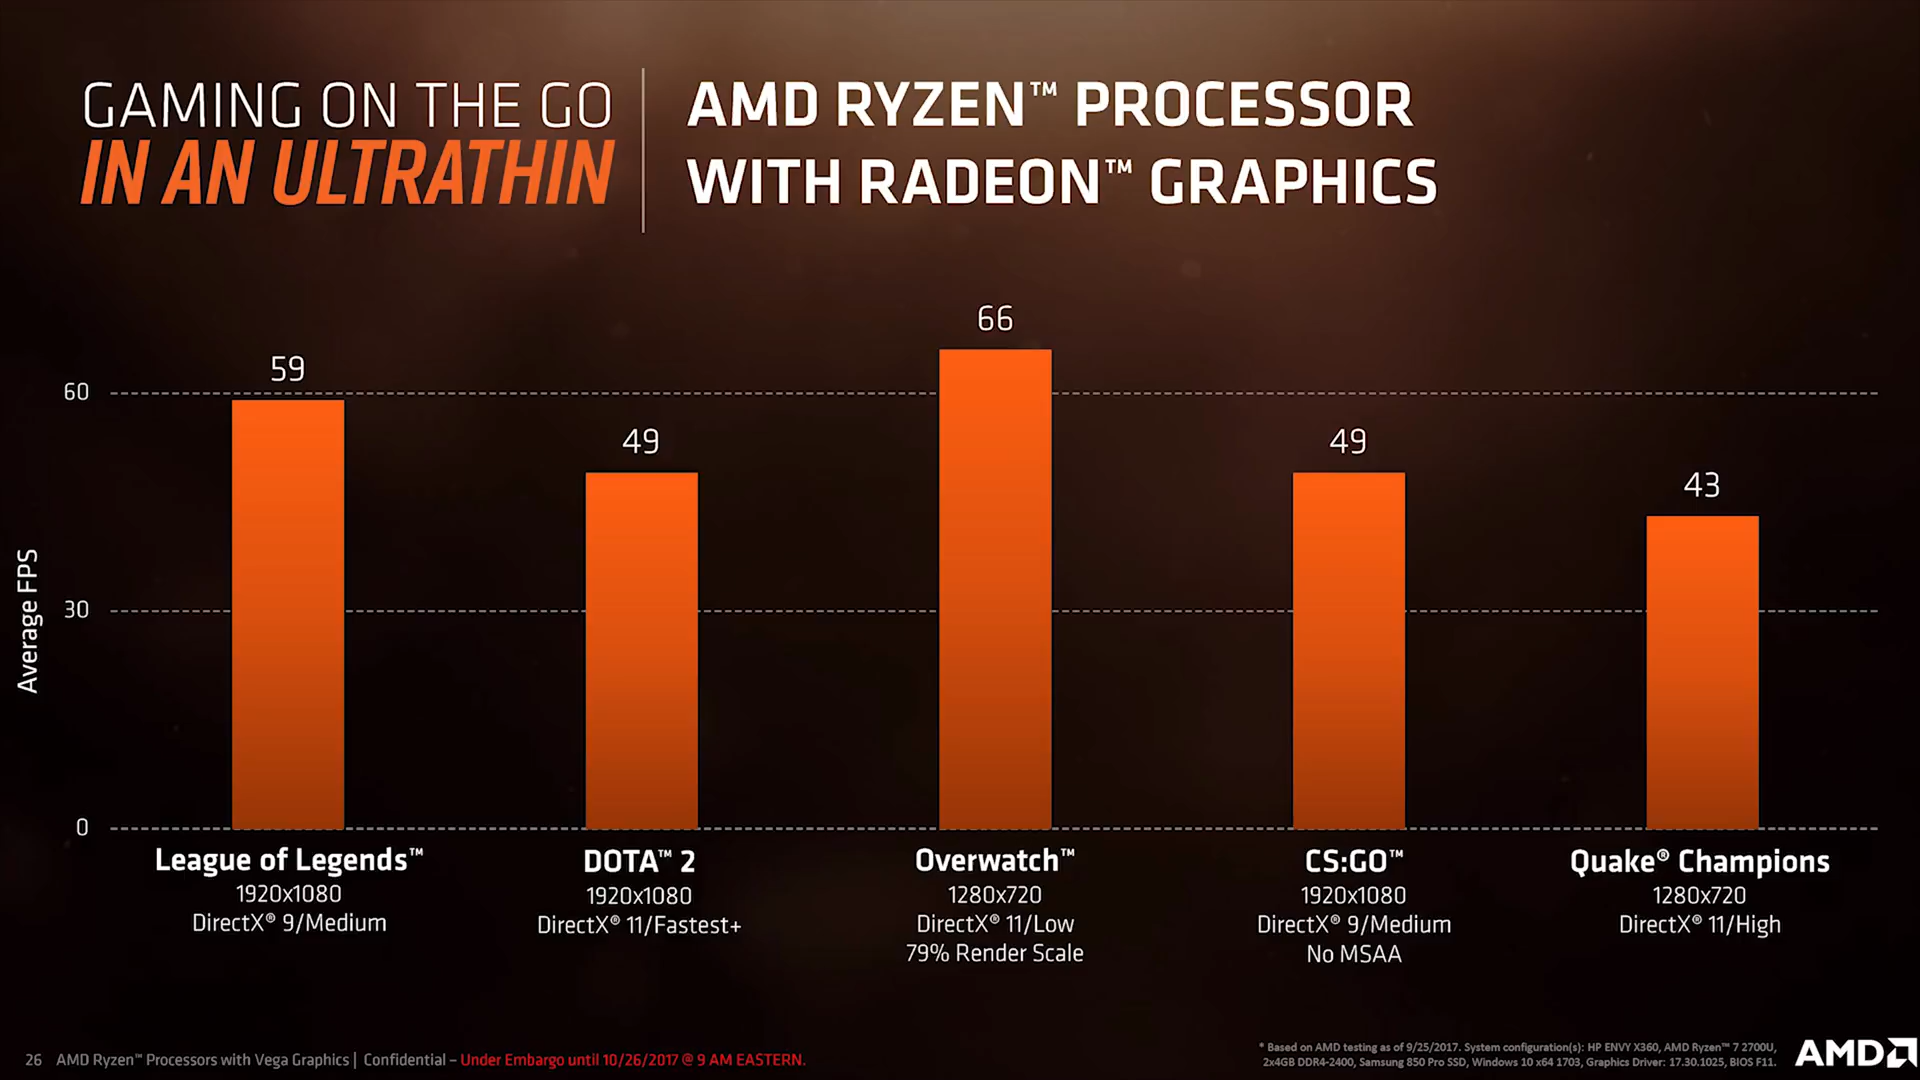 GAMING ON THE GO
IN AN ULTRATHIN
AMD RYZEN™ PROCESSOR
WITH RADEON™ GRAPHICS
Average FPS
60
30
0
59
49
66
49
43
League of Legends™
1920x1080
DirectX® 9/Medium
DOTA™ 2
1920x1080
DirectX® 11/Fastest+
Overwatch™
1280x720
DirectX® 11/Low
79% Render Scale
CS:GO™
1920x1080
DirectX® 9/Medium
No MSAA
Quake® Champions
1280x720
DirectX® 11/High
26 AMD Ryzen™ Processors with Vega Graphics | Confidential – Under Embargo until 10/26/2017 @ 9 AM EASTERN.
* Based on AMD testing as of 9/25/2017. System configuration(s): HP ENVY X360, AMD Ryzen™ 7 2700U,
2x4GB DDR4-2400, Samsung 850 Pro SSD, Windows 10 x64 1703, Graphics Driver: 17.30.1025, BIOS F11.
AMD